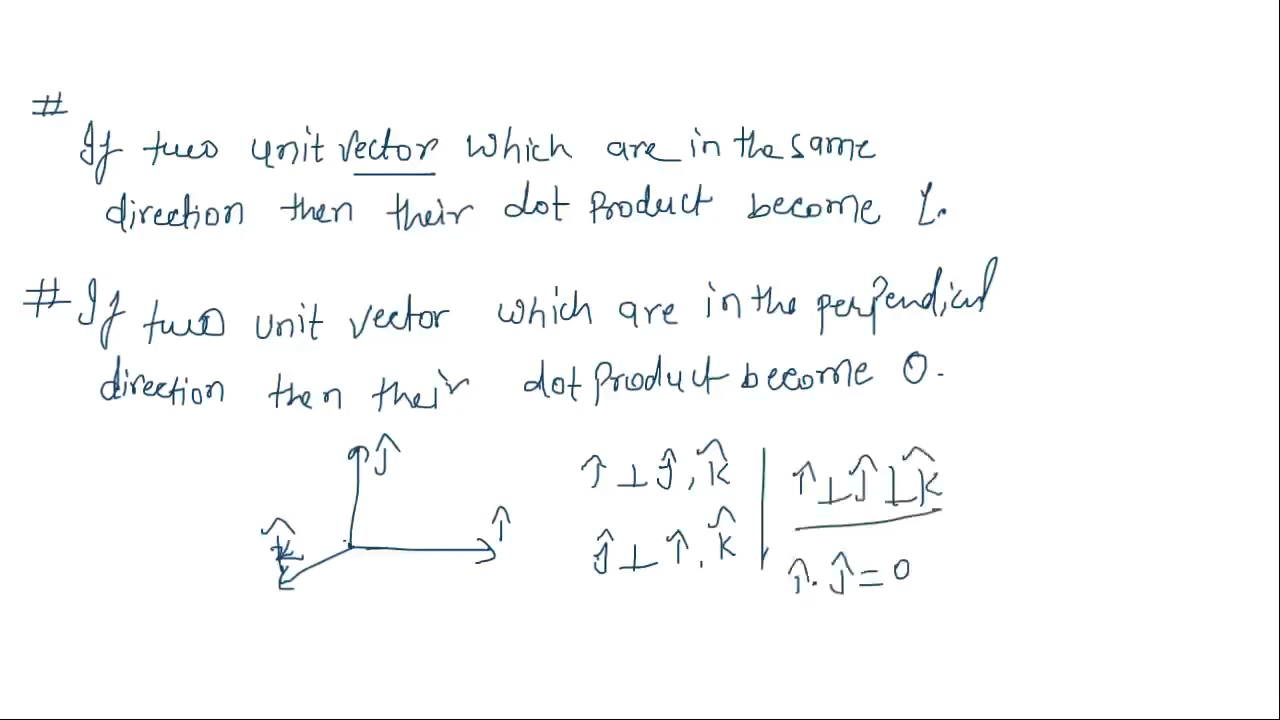 #
If two unit vector which are in the same
direction then their dot product become 1.
# If two unit vector which are in the perpendicul
direction then their dot product become 0.
ĵ
î
k̂
î ⊥ ĵ, k̂
ĵ ⊥ î, k̂
î ⊥ ĵ ⊥ k̂
î · ĵ = 0